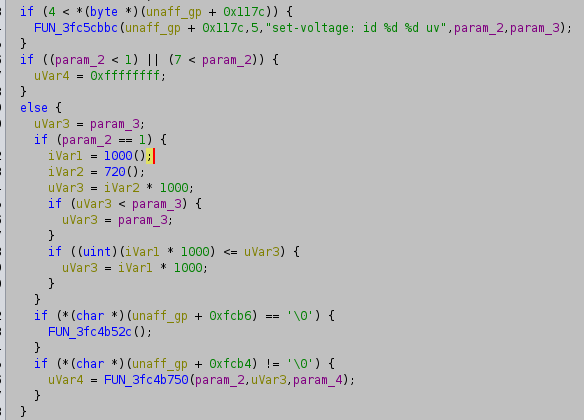 if (4 < *(byte *)(unaff_gp + 0x117c)) {
FUN_3fc5cbbc(unaff_gp + 0x117c,5,"set-voltage: id %d %d uv",param_2,param_3);
}
if ((param_2 < 1) || (7 < param_2)) {
uVar4 = 0xffffffff;
}
else {
uVar3 = param_3;
if (param_2 == 1) {
iVar1 = 1000();
iVar2 = 720();
uVar3 = iVar2 * 1000;
if (uVar3 < param_3) {
uVar3 = param_3;
}
if ((uint)(iVar1 * 1000) <= uVar3) {
uVar3 = iVar1 * 1000;
}
}
if (*(char *)(unaff_gp + 0xfcb6) == '\0') {
FUN_3fc4b52c();
}
if (*(char *)(unaff_gp + 0xfcb4) != '\0') {
uVar4 = FUN_3fc4b750(param_2,uVar3,param_4);
}
}